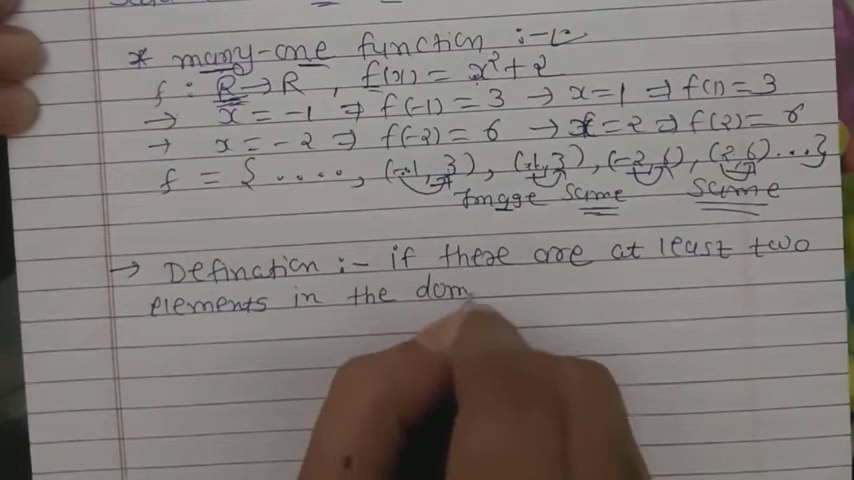 * many-one function :-
f : R → R , f(x) = x² + 2
→ x = -1 ⇒ f(-1) = 3 → x = 1 ⇒ f(1) = 3
→ x = -2 ⇒ f(-2) = 6 → x = 2 ⇒ f(2) = 6
f = { ....., (-1, 3), (1, 3), (-2, 6), (2, 6) ...}
Image Same Same
→ Defination :- if there are at least two
elements in the dom